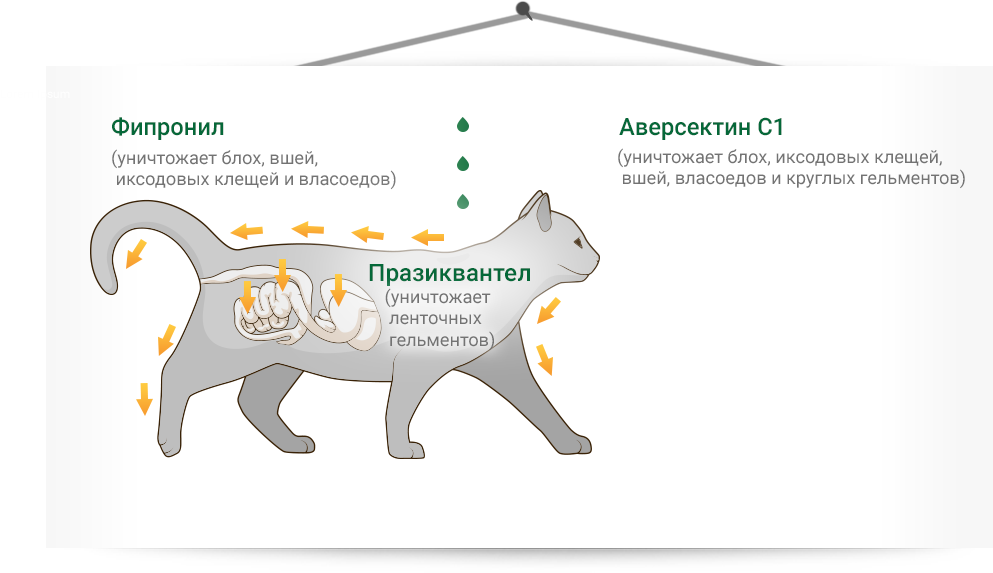 Фипронил
(уничтожает блох, вшей,
иксодовых клещей и власоедов)
Аверсектин С1
(уничтожает блох, иксодовых клещей,
вшей, власоедов и круглых гельментов)
Празиквантел
(уничтожает
ленточных
гельментов)